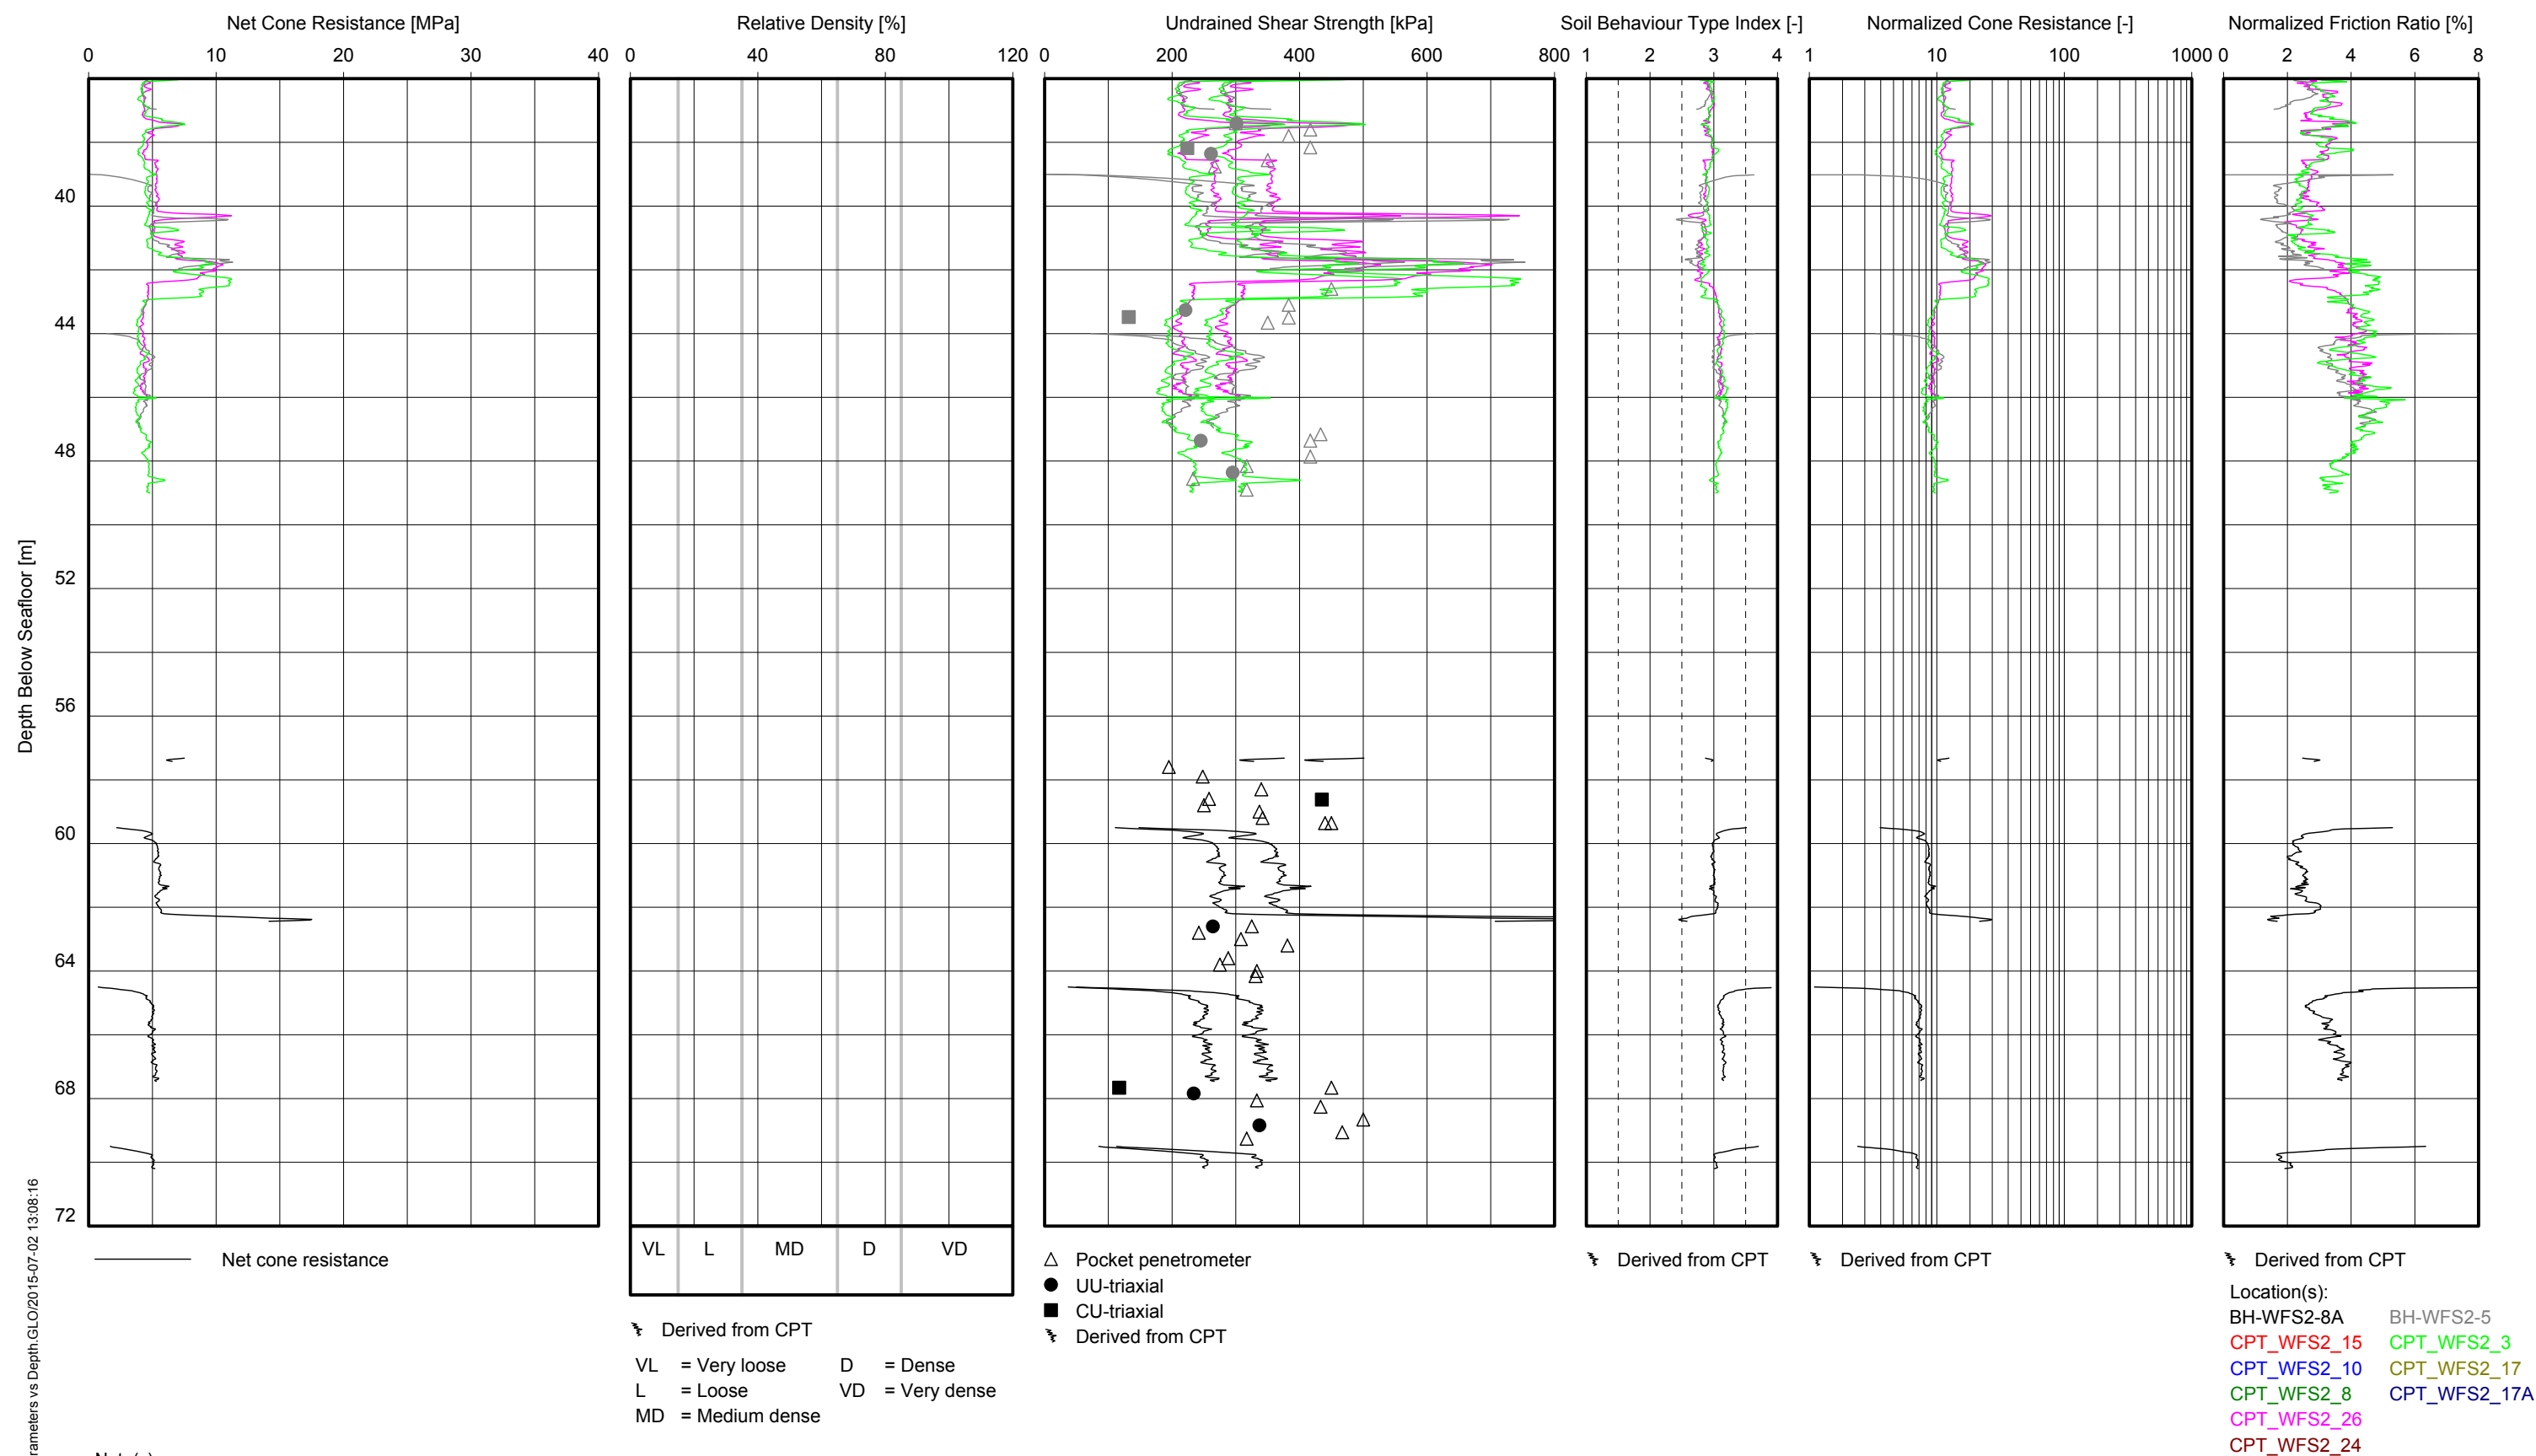 Net Cone Resistance [MPa]
Relative Density [%]
Undrained Shear Strength [kPa]
Soil Behaviour Type Index [-]
Normalized Cone Resistance [-]
Normalized Friction Ratio [%]
0 10 20 30 40
0 40 80 120
0 200 400 600 800
1 2 3 4
1 10 100 1000
0 2 4 6 8
Depth Below Seafloor [m]
40
44
48
52
56
60
64
68
72
Net cone resistance
VL L MD D VD
Derived from CPT
VL = Very loose D = Dense
L = Loose VD = Very dense
MD = Medium dense
Pocket penetrometer
UU-triaxial
CU-triaxial
Derived from CPT
Derived from CPT
Derived from CPT
Derived from CPT
Location(s):
BH-WFS2-8A BH-WFS2-5
CPT_WFS2_15 CPT_WFS2_3
CPT_WFS2_10 CPT_WFS2_17
CPT_WFS2_8 CPT_WFS2_17A
CPT_WFS2_26
CPT_WFS2_24
rameters vs Depth.GLO/2015-07-02 13:08:16